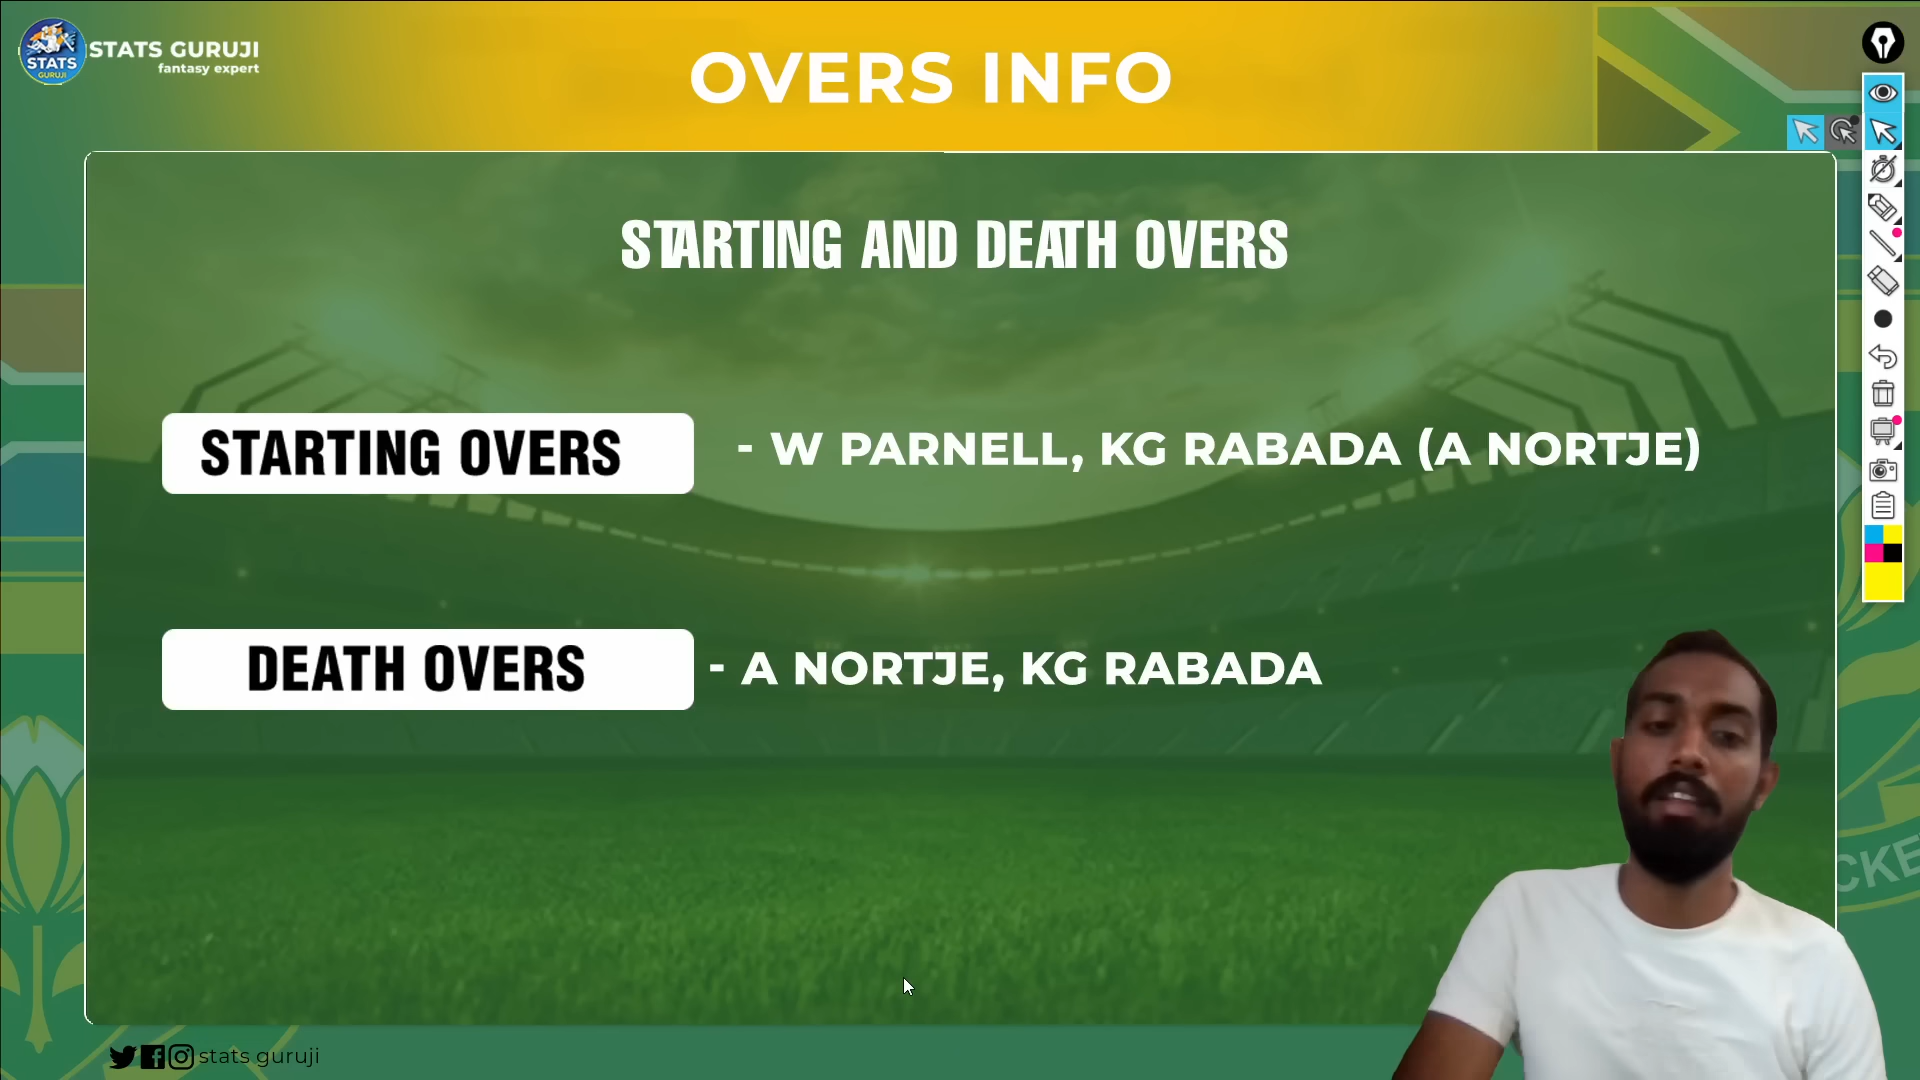 STATS GURUJI
fantasy expert
STATS
GURUJI
OVERS INFO
STARTING AND DEATH OVERS
STARTING OVERS - W PARNELL, KG RABADA (A NORTJE)
DEATH OVERS - A NORTJE, KG RABADA
CKE
stats guruji